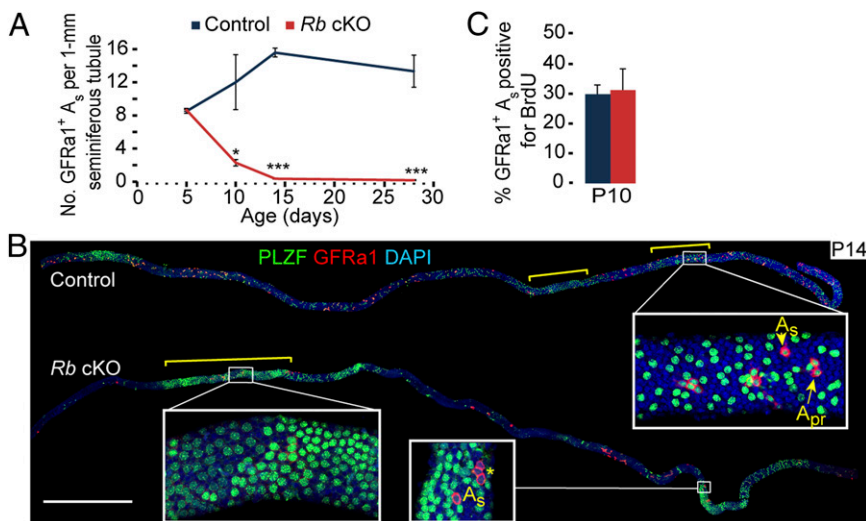 A
Control
Rb cKO
No. GFRa1+ As per 1-mm
seminiferous tubule
16
12
8
4
0
*
***
***
0 5 10 15 20 25 30
Age (days)
C
% GFRa1+ As positive
for BrdU
50
40
30
20
10
0
P10
B
PLZF GFRa1 DAPI
P14
Control
As
Apr
Rb cKO
*
As